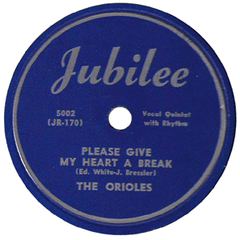 Jubilee
5002
(JR-170)
Vocal Quintet
with Rhythm
PLEASE GIVE
MY HEART A BREAK
(Ed. White-J. Bressler)
THE ORIOLES